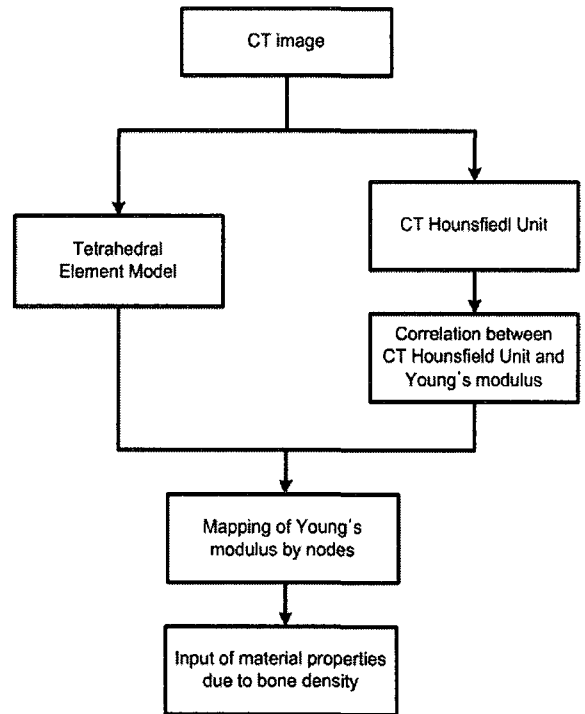 CT image
Tetrahedral
Element Model
CT Hounsfiedl Unit
Correlation between
CT Hounsfield Unit and
Young's modulus
Mapping of Young's
modulus by nodes
Input of material properties
due to bone density